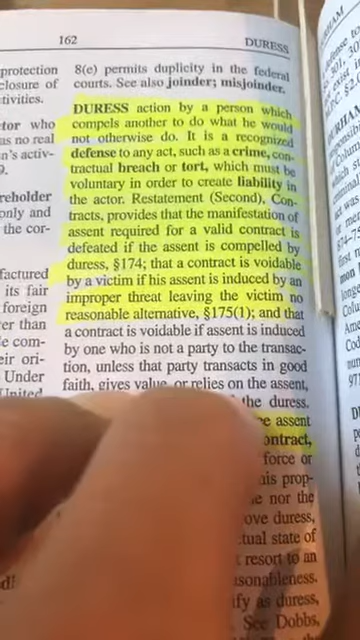 162
DURESS
protection
closure of
tivities.
tor who
as no real
n's activ-
9.
reholder
only and
the cor-
factured
its fair
foreign
er than
e com-
eir ori-
Under
United
8(e) permits duplicity in the federal
courts. See also joinder; misjoinder.
DURESS action by a person which
compels another to do what he would
not otherwise do. It is a recognized
defense to any act, such as a crime, con-
tractual breach or tort, which must be
voluntary in order to create liability in
the actor. Restatement (Second), Con-
tracts, provides that the manifestation of
assent required for a valid contract is
defeated if the assent is compelled by
duress, §174; that a contract is voidable
by a victim if his assent is induced by an
improper threat leaving the victim no
reasonable alternative, §175(1); and that
a contract is voidable if assent is induced
by one who is not a party to the transac-
tion, unless that party transacts in good
faith, gives value or relies on the assent,
the duress.
assent
ontract,
force or
his prop-
e nor the
ove duress,
tual state of
resort to an
asonableness.
ify as duress,
See Dobbs,